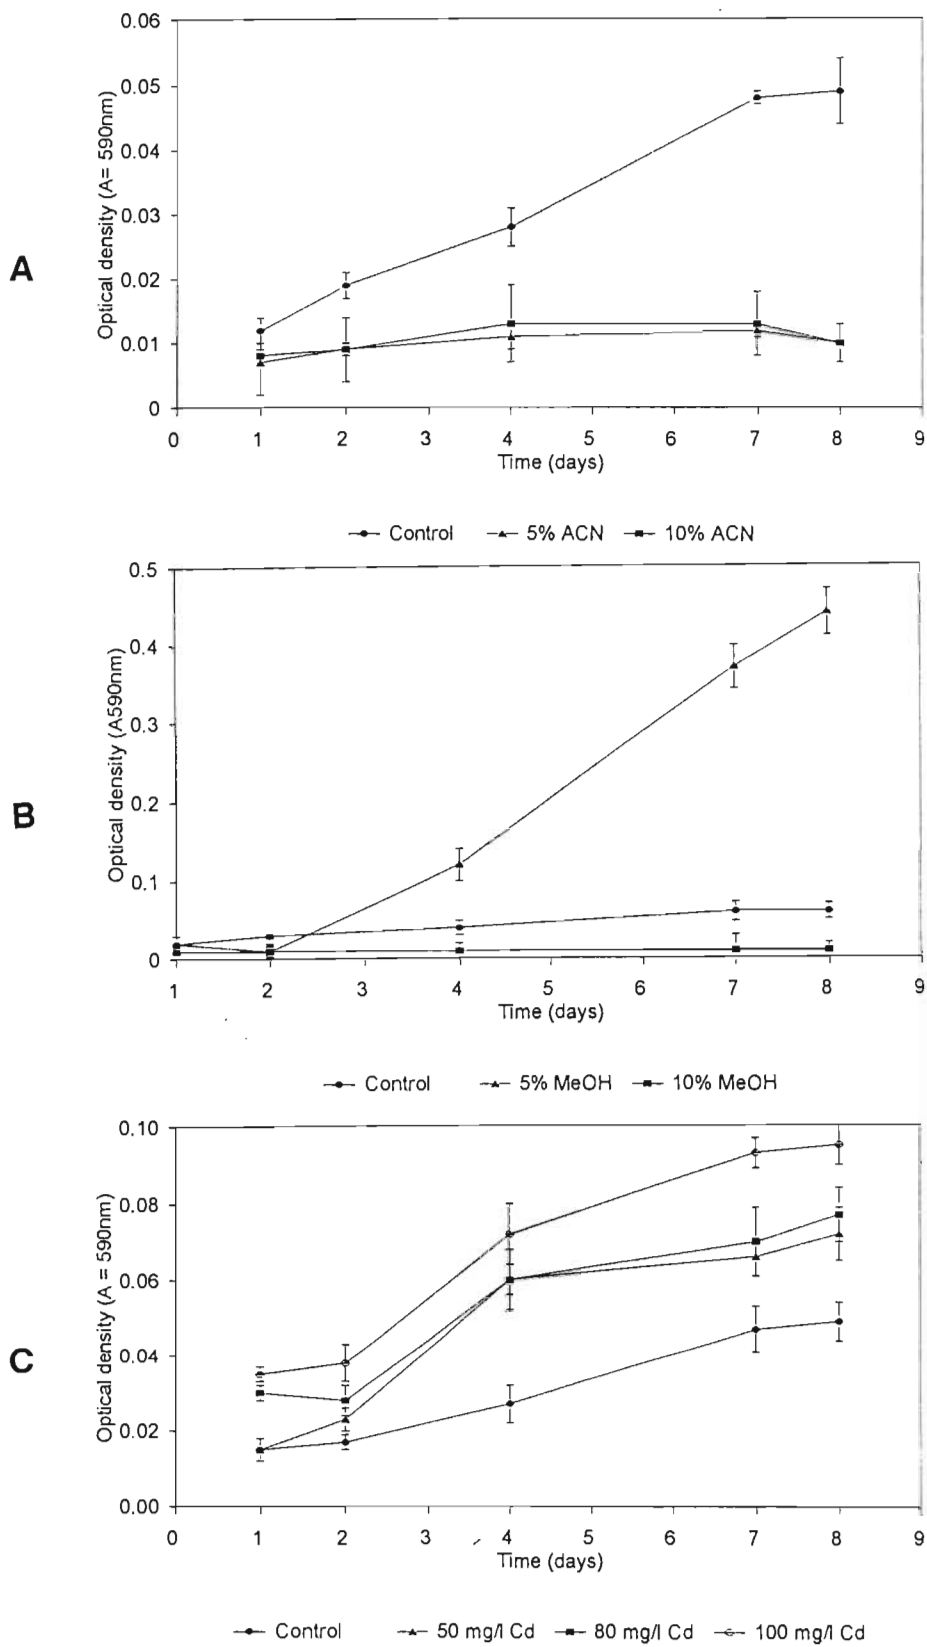 A
Optical density (A= 590nm)
0.06
0.05
0.04
0.03
0.02
0.01
0
0 1 2 3 4 5 6 7 8 9
Time (days)
Control 5% ACN 10% ACN
B
Optical density (A590nm)
0.5
0.4
0.3
0.2
0.1
0
1 2 3 4 5 6 7 8 9
Time (days)
Control 5% MeOH 10% MeOH
C
Optical density (A = 590nm)
0.10
0.08
0.06
0.04
0.02
0.00
0 1 2 3 4 5 6 7 8 9
Time (days)
Control 50 mg/l Cd 80 mg/l Cd 100 mg/l Cd